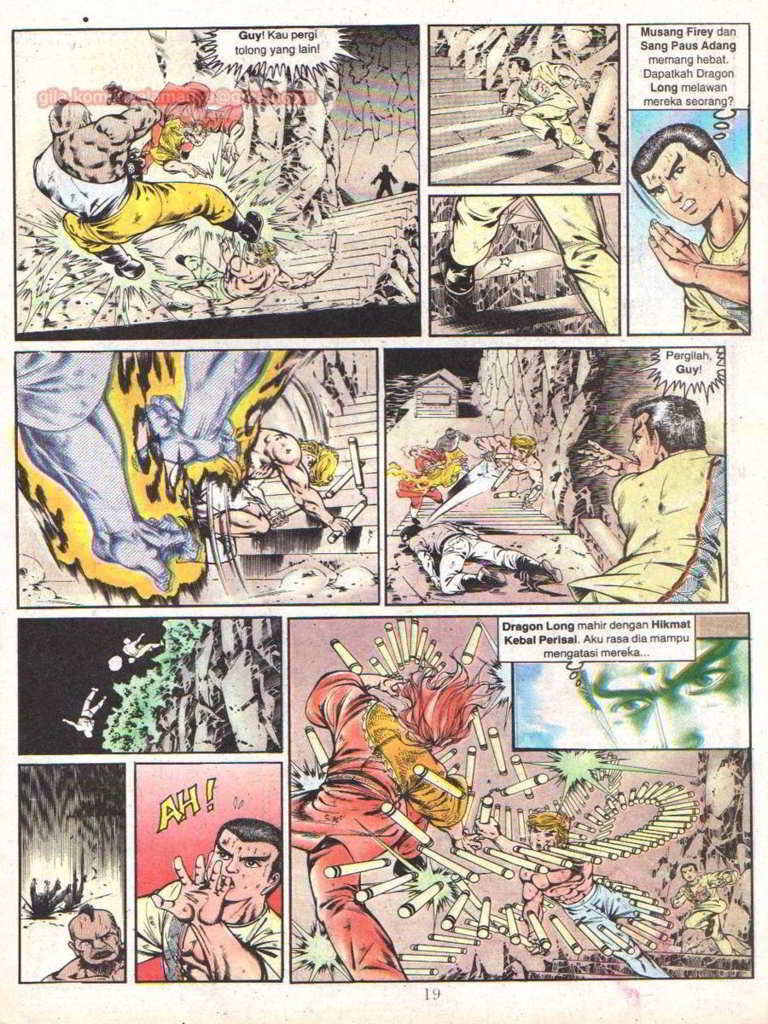 Guy! Kau pergi
tolong yang lain!
Musang Firey dan
Sang Paus Adang
memang hebat.
Dapatkah Dragon
Long melawan
mereka seorang?
Pergilah,
Guy!
Dragon Long mahir dengan Hikmat
Kebal Perisai. Aku rasa dia mampu
mengatasi mereka...
AH!
19